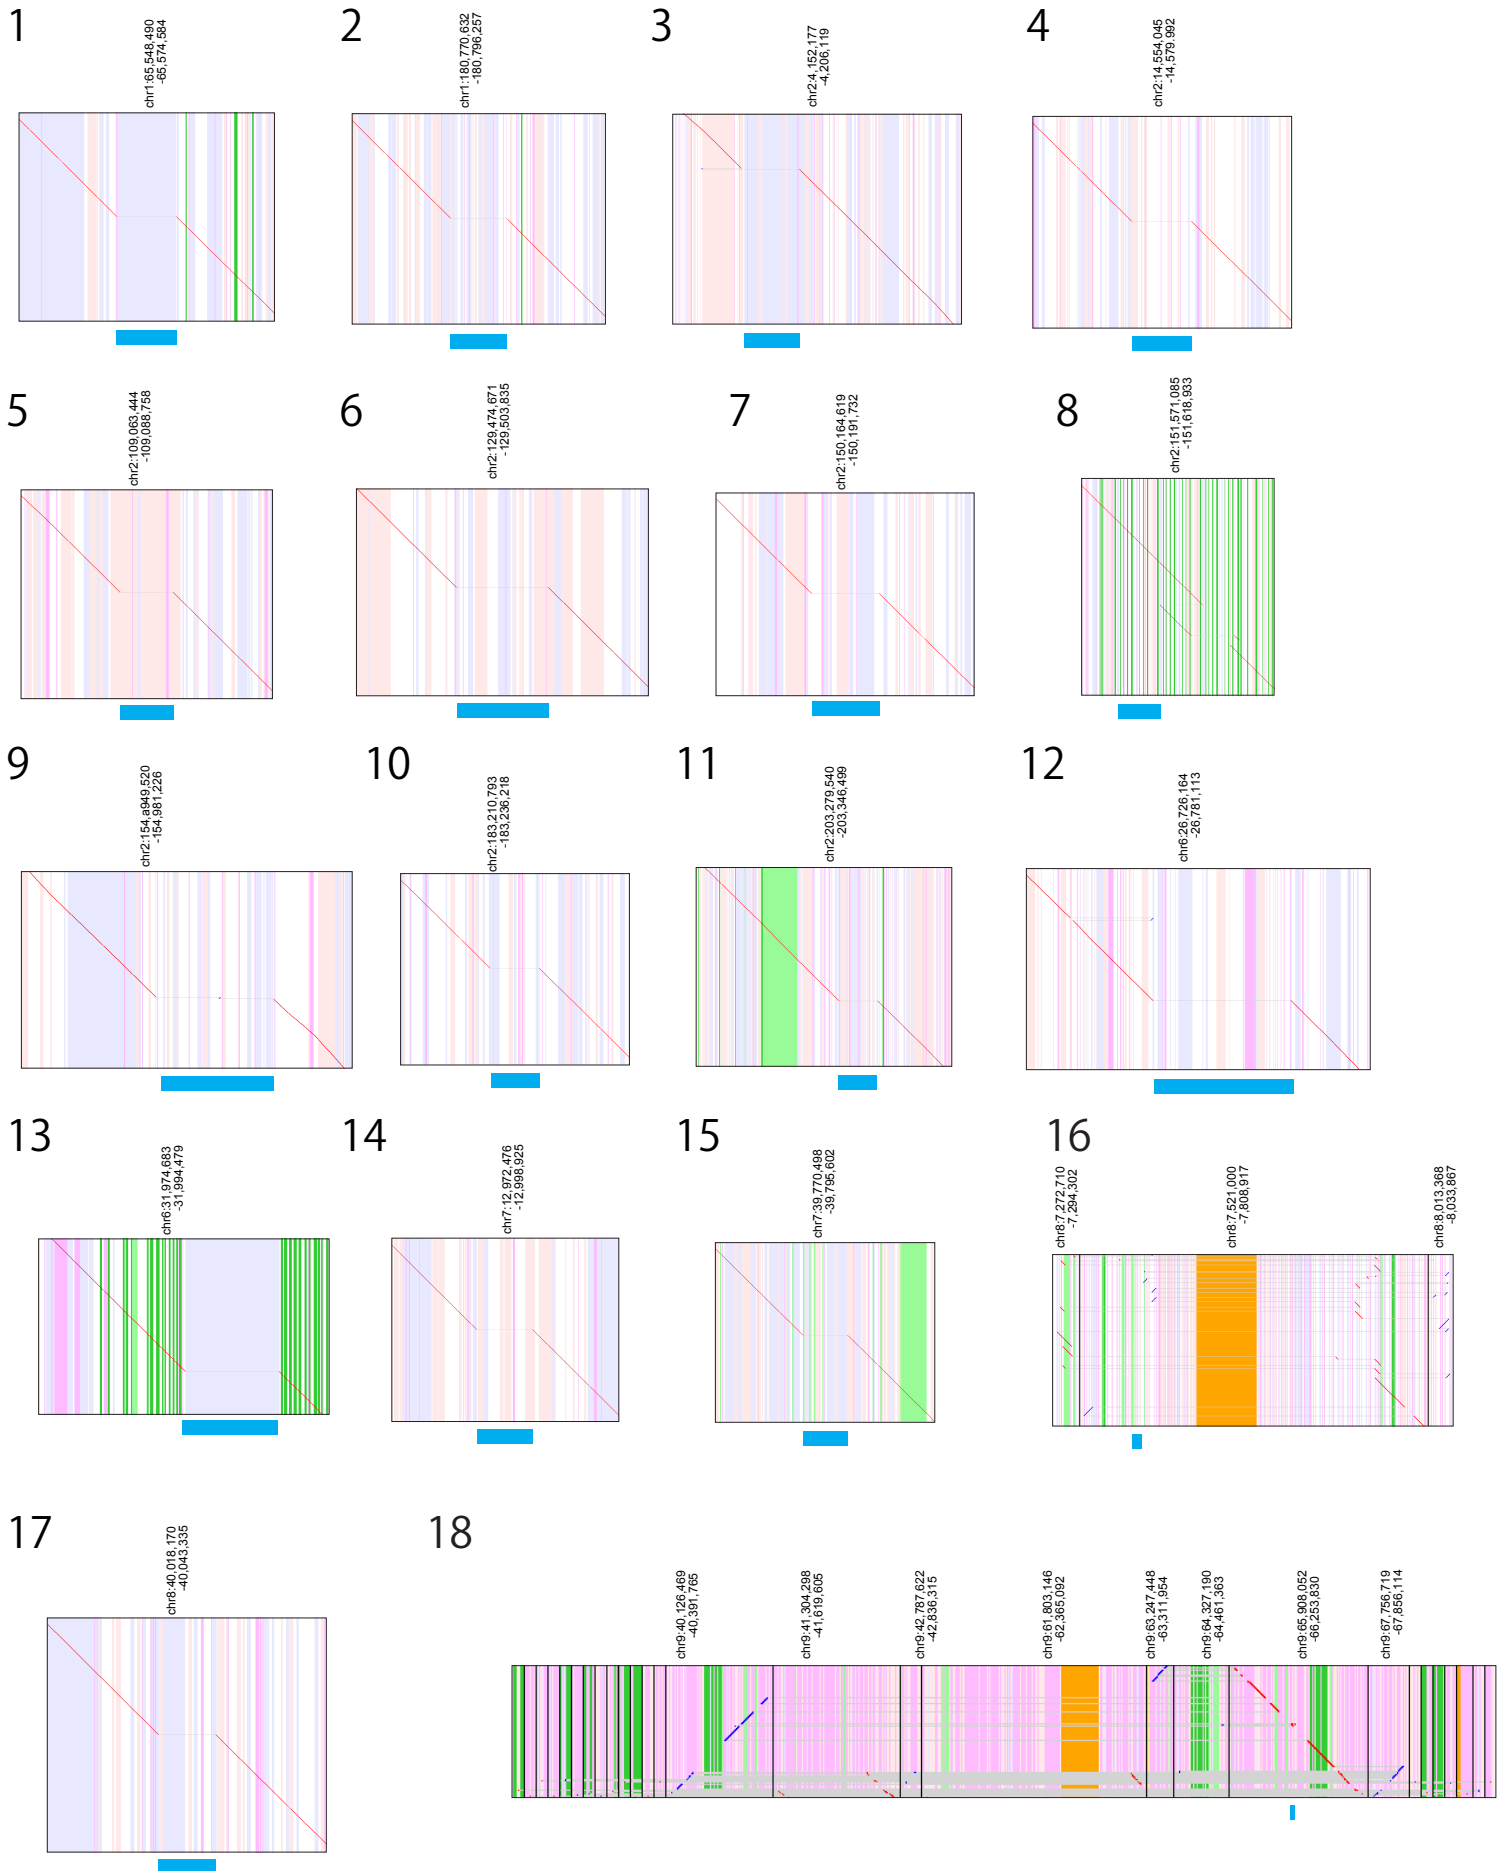 1
chr1:65,548,490
-65,574,584
2
chr1:180,770,632
-180,796,257
3
chr2:4,152,177
-4,206,119
4
chr2:14,554,045
-14,579.992
5
chr2:109,063,444
-109,088,758
6
chr2:129,474,671
-129,503,835
7
chr2:150,164,619
-150,191,732
8
chr2:151,571,085
-151,618,933
9
chr2:154,a949,520
-154,981,226
10
chr2:183,210,793
-183,236,218
11
chr2:203,279,540
-203,346,499
12
chr6:26,726,164
-26,781,113
13
chr6:31,974,683
-31,994,479
14
chr7:12,972,476
-12,998,925
15
chr7:39,770,498
-39,795,602
16
chr8:7,272,710
-7,294,302
chr8:7,521,000
-7,808,917
chr8:8,013,368
-8,033,867
17
chr8:40,018,170
-40,043,335
18
chr9:40,126,469
-40,391,765
chr9:41,304,298
-41,619,605
chr9:42,787,622
-42,836,315
chr9:61,803,146
-62,365,092
chr9:63,247,448
-63,311,954
chr9:64,327,190
-64,461,363
chr9:65,908,052
-66,253,830
chr9:67,756,719
-67,856,114